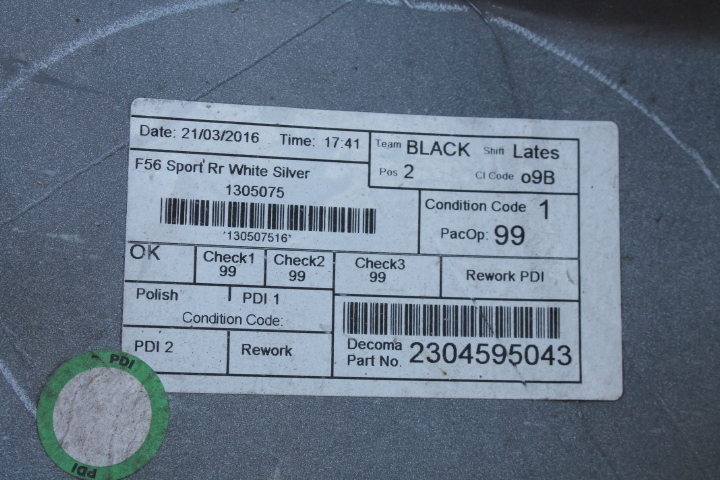 Date: 21/03/2016 Time: 17:41
Team BLACK Shift Lates
Pos 2 CI Code o9B
F56 Sport Rr White Silver
1305075
*130507516*
Condition Code 1
PacOp: 99
OK
Check1
99
Check2
99
Check3
99
Rework PDI
Polish
PDI 1
Condition Code:
PDI 2
Rework
Decoma
Part No. 2304595043
PDI
PDI